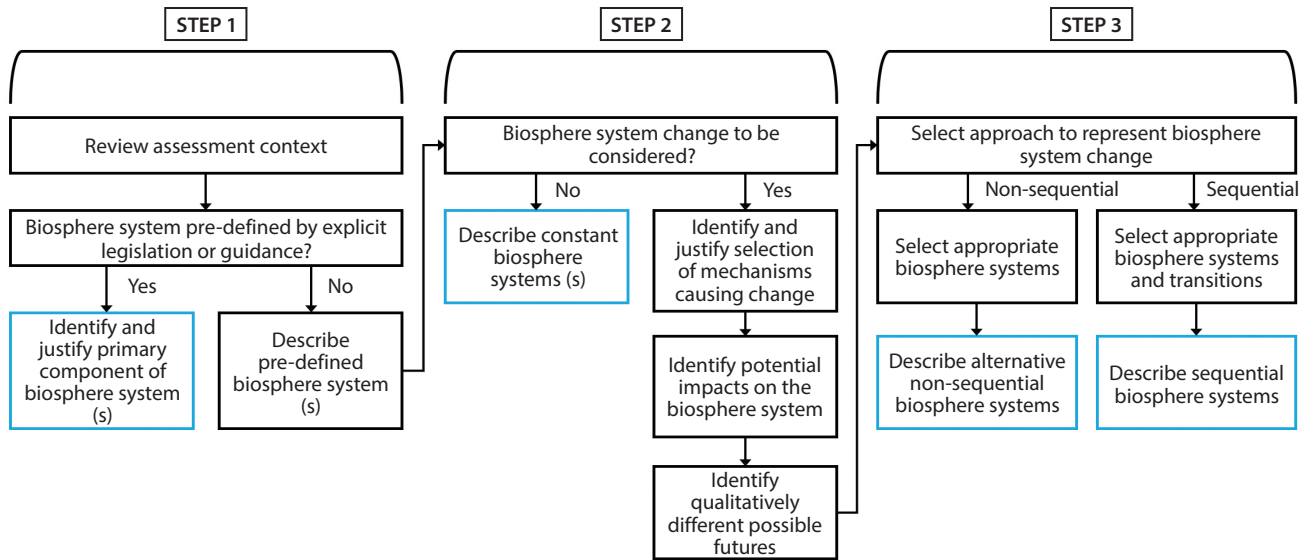 STEP 1
Review assessment context
Biosphere system pre-defined by explicit
legislation or guidance?
Yes
No
Identify and
justify primary
component of
biosphere system
(s)
Describe
pre-defined
biosphere system
(s)
STEP 2
Biosphere system change to be
considered?
No
Yes
Describe constant
biosphere
systems (s)
Identify and
justify selection
of mechanisms
causing change
Identify potential
impacts on the
biosphere system
Identify
qualitatively
different possible
futures
STEP 3
Select approach to represent biosphere
system change
Non-sequential
Sequential
Select appropriate
biosphere systems
Select appropriate
biosphere systems
and transitions
Describe alternative
non-sequential
biosphere systems
Describe sequential
biosphere systems